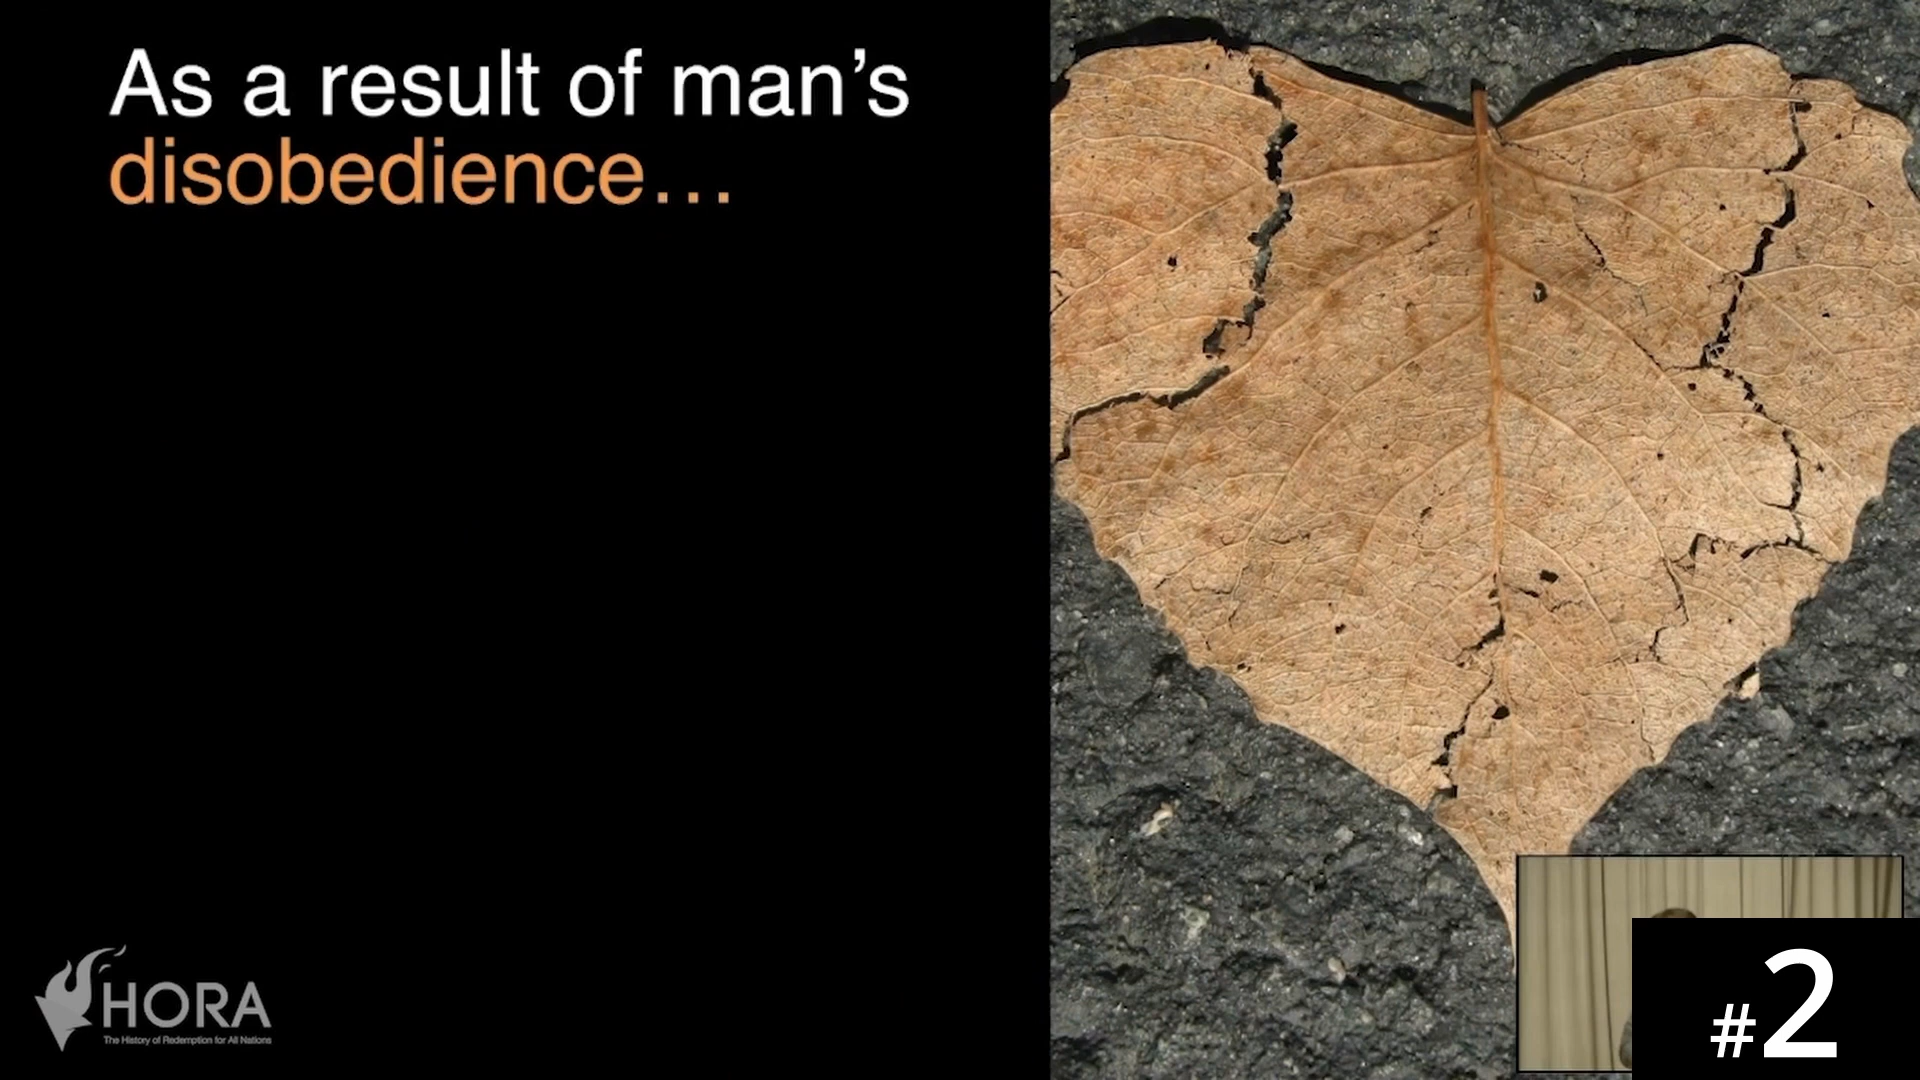 As a result of man’s
disobedience…
HORA
The History of Redemption for All Nations
#2